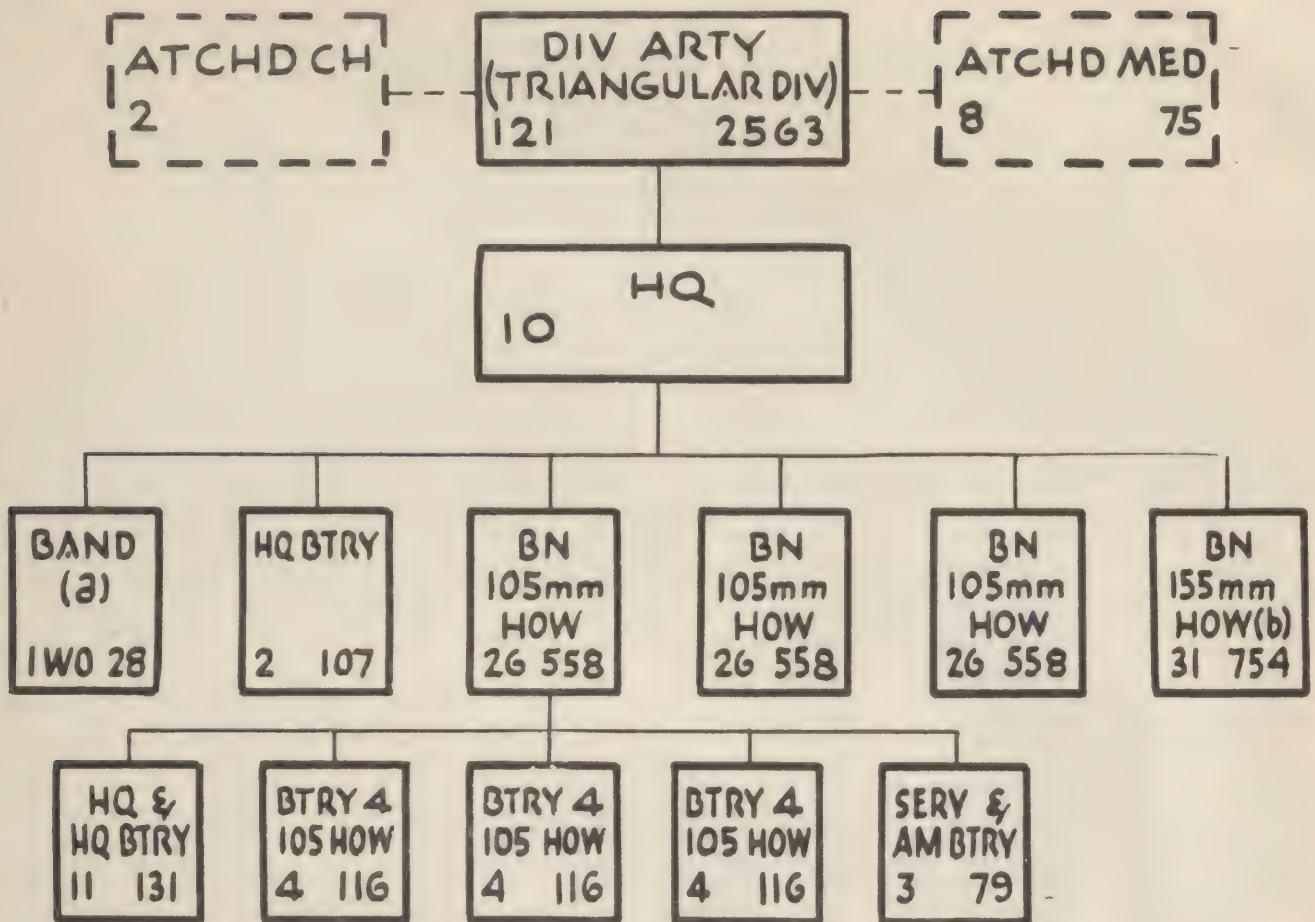 ATCHD CH
2
DIV ARTY
(TRIANGULAR DIV)
121 2563
ATCHD MED
8 75
HQ
10
BAND
(a)
1WO 28
HQ BTRY
2 107
BN
105mm
HOW
26 558
BN
105mm
HOW
26 558
BN
105mm
HOW
26 558
BN
155mm
HOW(b)
31 754
HQ &
HQ BTRY
11 131
BTRY 4
105 HOW
4 116
BTRY 4
105 HOW
4 116
BTRY 4
105 HOW
4 116
SERV &
AM BTRY
3 79